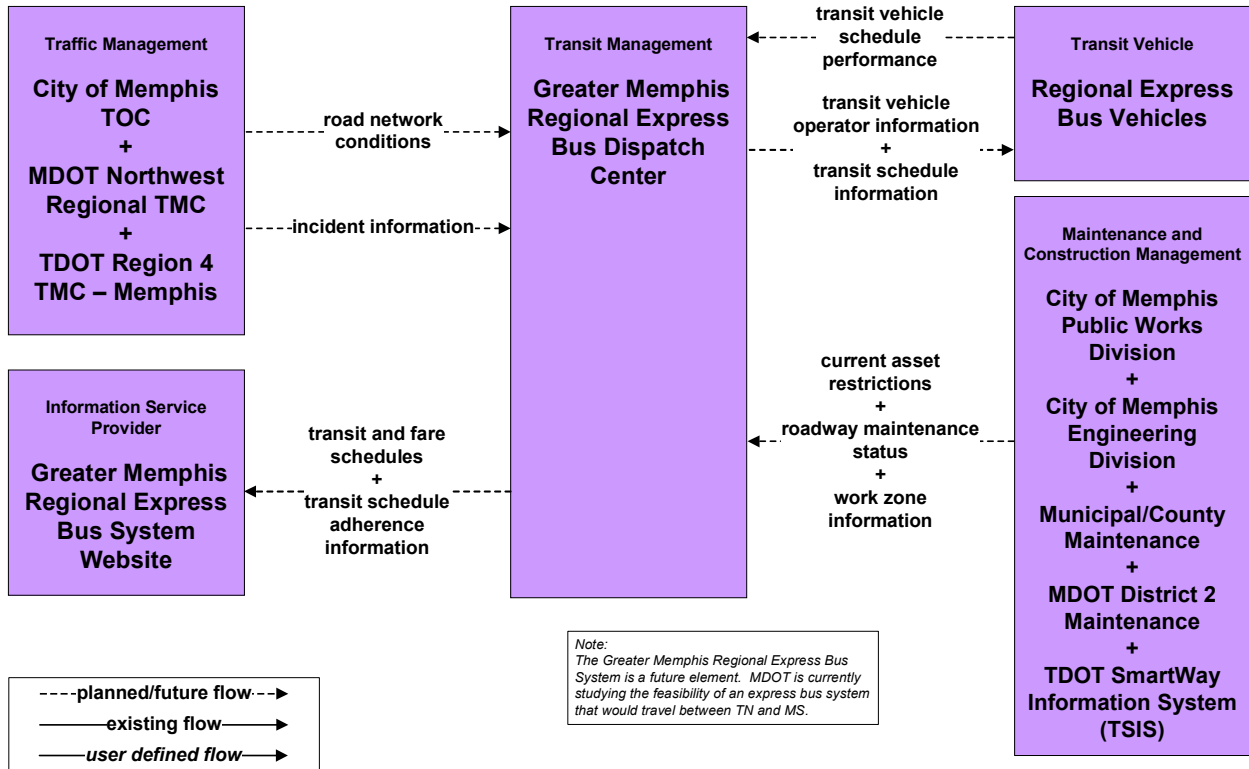 Traffic Management
City of Memphis
TOC
+
MDOT Northwest
Regional TMC
+
TDOT Region 4
TMC – Memphis
road network
conditions
incident information
Transit Management
Greater Memphis
Regional Express
Bus Dispatch
Center
transit vehicle
schedule
performance
transit vehicle
operator information
+
transit schedule
information
Transit Vehicle
Regional Express
Bus Vehicles
Maintenance and
Construction Management
City of Memphis
Public Works
Division
+
City of Memphis
Engineering
Division
+
Municipal/County
Maintenance
+
MDOT District 2
Maintenance
+
TDOT SmartWay
Information System
(TSIS)
current asset
restrictions
+
roadway maintenance
status
+
work zone
information
Information Service
Provider
Greater Memphis
Regional Express
Bus System
Website
transit and fare
schedules
+
transit schedule
adherence
information
Note:
The Greater Memphis Regional Express Bus
System is a future element. MDOT is currently
studying the feasibility of an express bus system
that would travel between TN and MS.
planned/future flow
existing flow
user defined flow